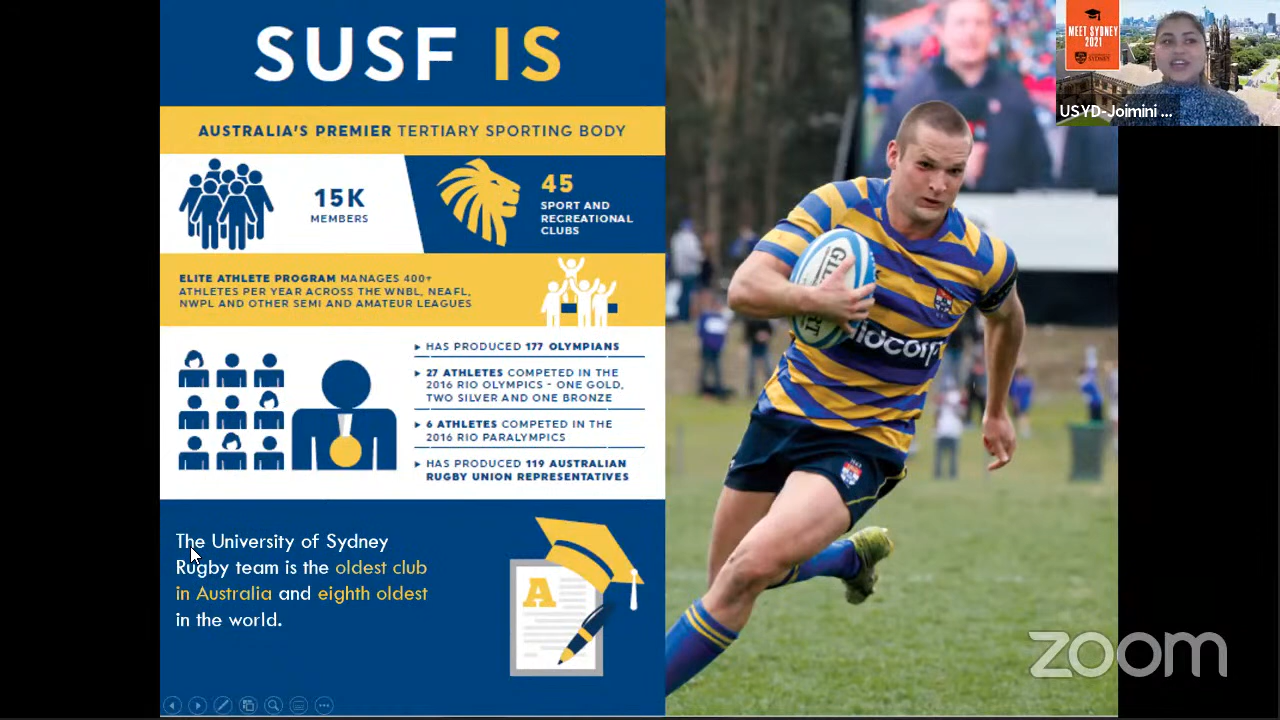 SUSF IS
AUSTRALIA'S PREMIER TERTIARY SPORTING BODY
15K
MEMBERS
45
SPORT AND
RECREATIONAL
CLUBS
ELITE ATHLETE PROGRAM MANAGES 400+
ATHLETES PER YEAR ACROSS THE WNBL, NEAFL,
NWPL AND OTHER SEMI AND AMATEUR LEAGUES
▸ HAS PRODUCED 177 OLYMPIANS
▸ 27 ATHLETES COMPETED IN THE
2016 RIO OLYMPICS - ONE GOLD,
TWO SILVER AND ONE BRONZE
▸ 6 ATHLETES COMPETED IN THE
2016 RIO PARALYMPICS
▸ HAS PRODUCED 119 AUSTRALIAN
RUGBY UNION REPRESENTATIVES
The University of Sydney
Rugby team is the oldest club
in Australia and eighth oldest
in the world.
A
MEET SYDNEY
2021
SYDNEY
USYD-Joimini ...
zoom